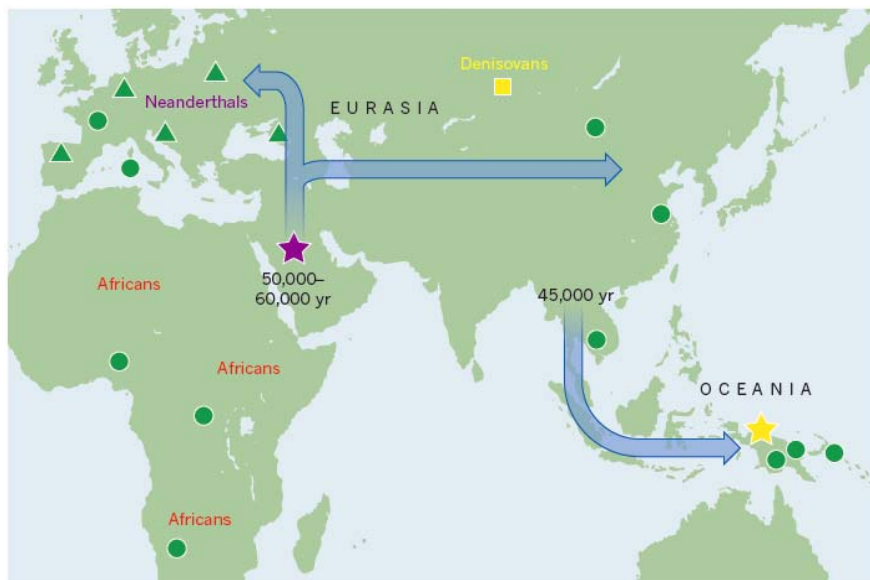 Denisovans
Neanderthals
EURASIA
50,000–
60,000 yr
45,000 yr
Africans
Africans
OCEANIA
Africans